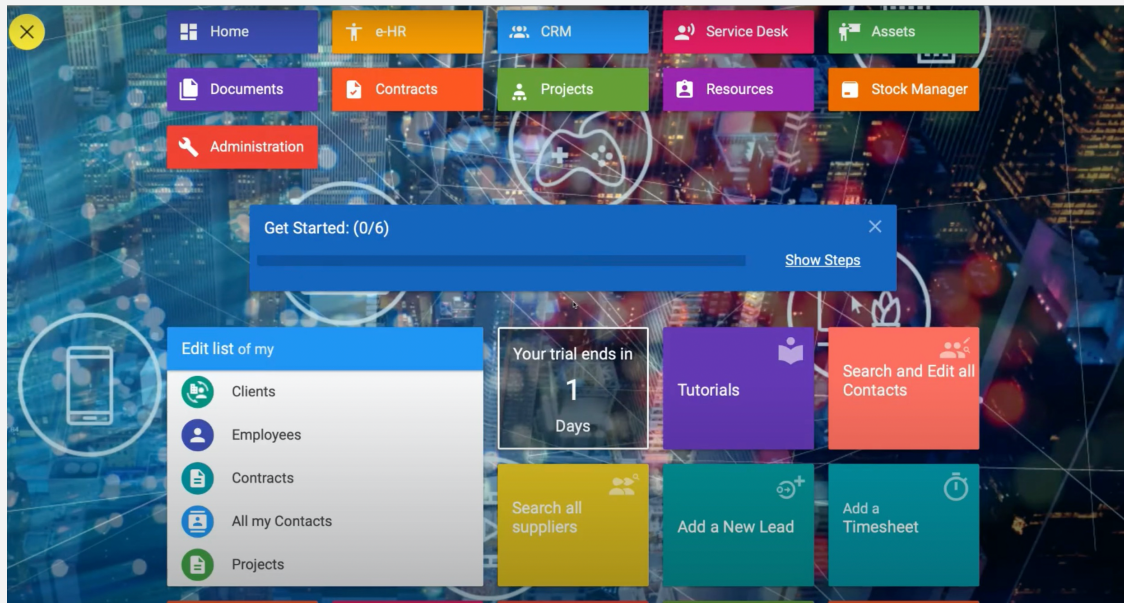 Home
e-HR
CRM
Service Desk
Assets
Documents
Contracts
Projects
Resources
Stock Manager
Administration
Get Started: (0/6)
Show Steps
Edit list of my
Clients
Employees
Contracts
All my Contacts
Projects
Your trial ends in
1
Days
Tutorials
Search and Edit all
Contacts
Search all
suppliers
Add a New Lead
Add a
Timesheet